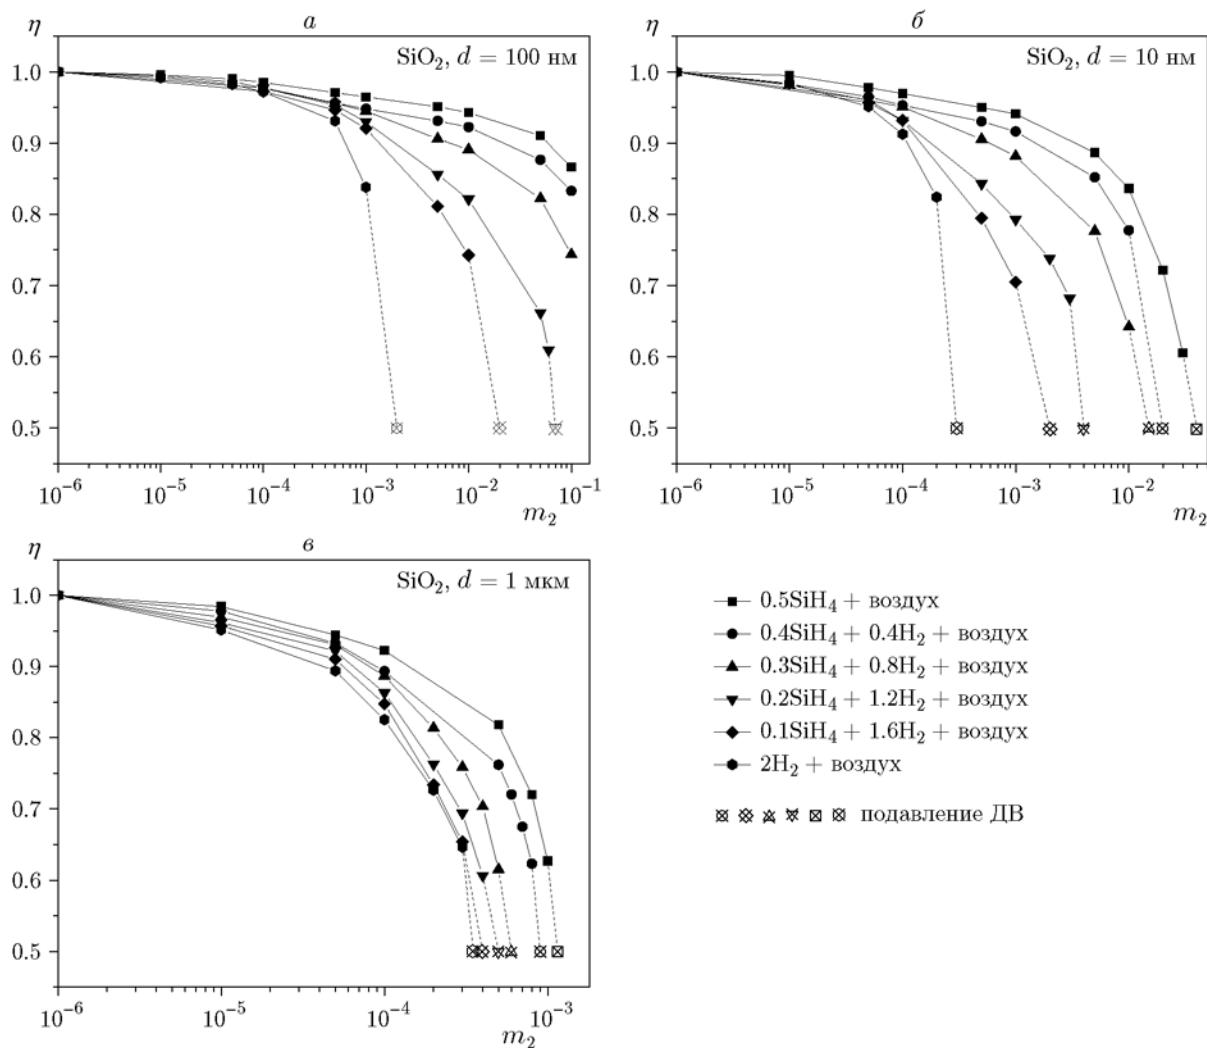 η
а
SiO₂, d = 100 нм
1.0
0.9
0.8
0.7
0.6
0.5
10⁻⁶
10⁻⁵
10⁻⁴
10⁻³
10⁻²
10⁻¹
m₂
η
б
SiO₂, d = 10 нм
1.0
0.9
0.8
0.7
0.6
0.5
10⁻⁶
10⁻⁵
10⁻⁴
10⁻³
10⁻²
m₂
η
в
SiO₂, d = 1 мкм
1.0
0.9
0.8
0.7
0.6
0.5
10⁻⁶
10⁻⁵
10⁻⁴
10⁻³
m₂
0.5SiH₄ + воздух
0.4SiH₄ + 0.4H₂ + воздух
0.3SiH₄ + 0.8H₂ + воздух
0.2SiH₄ + 1.2H₂ + воздух
0.1SiH₄ + 1.6H₂ + воздух
2H₂ + воздух
подавление ДВ